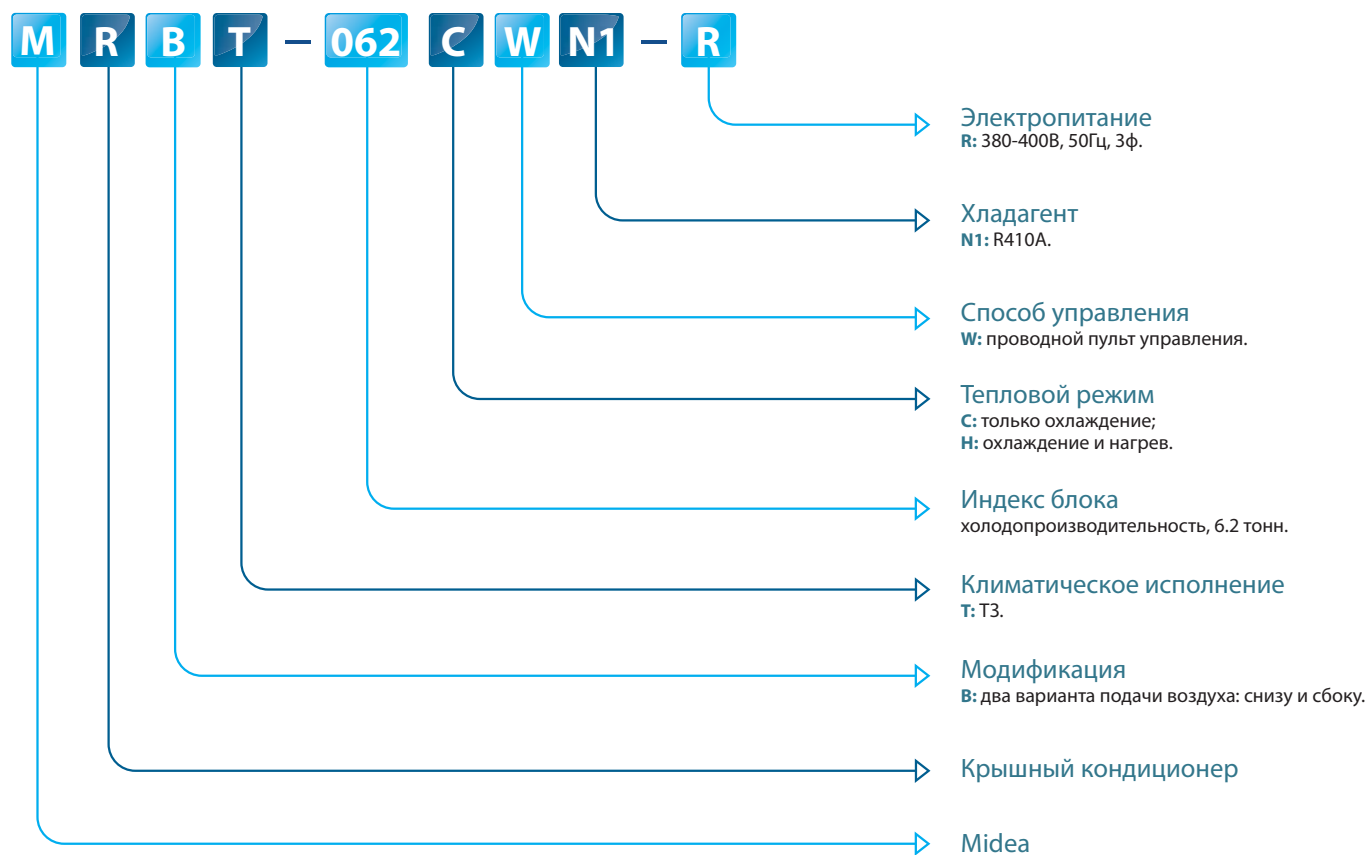 M R B T – 062 C W N1 – R
Электропитание
R: 380-400В, 50Гц, 3ф.
Хладагент
N1: R410A.
Способ управления
W: проводной пульт управления.
Тепловой режим
C: только охлаждение;
H: охлаждение и нагрев.
Индекс блока
холодопроизводительность, 6.2 тонн.
Климатическое исполнение
T: T3.
Модификация
B: два варианта подачи воздуха: снизу и сбоку.
Крышный кондиционер
Midea